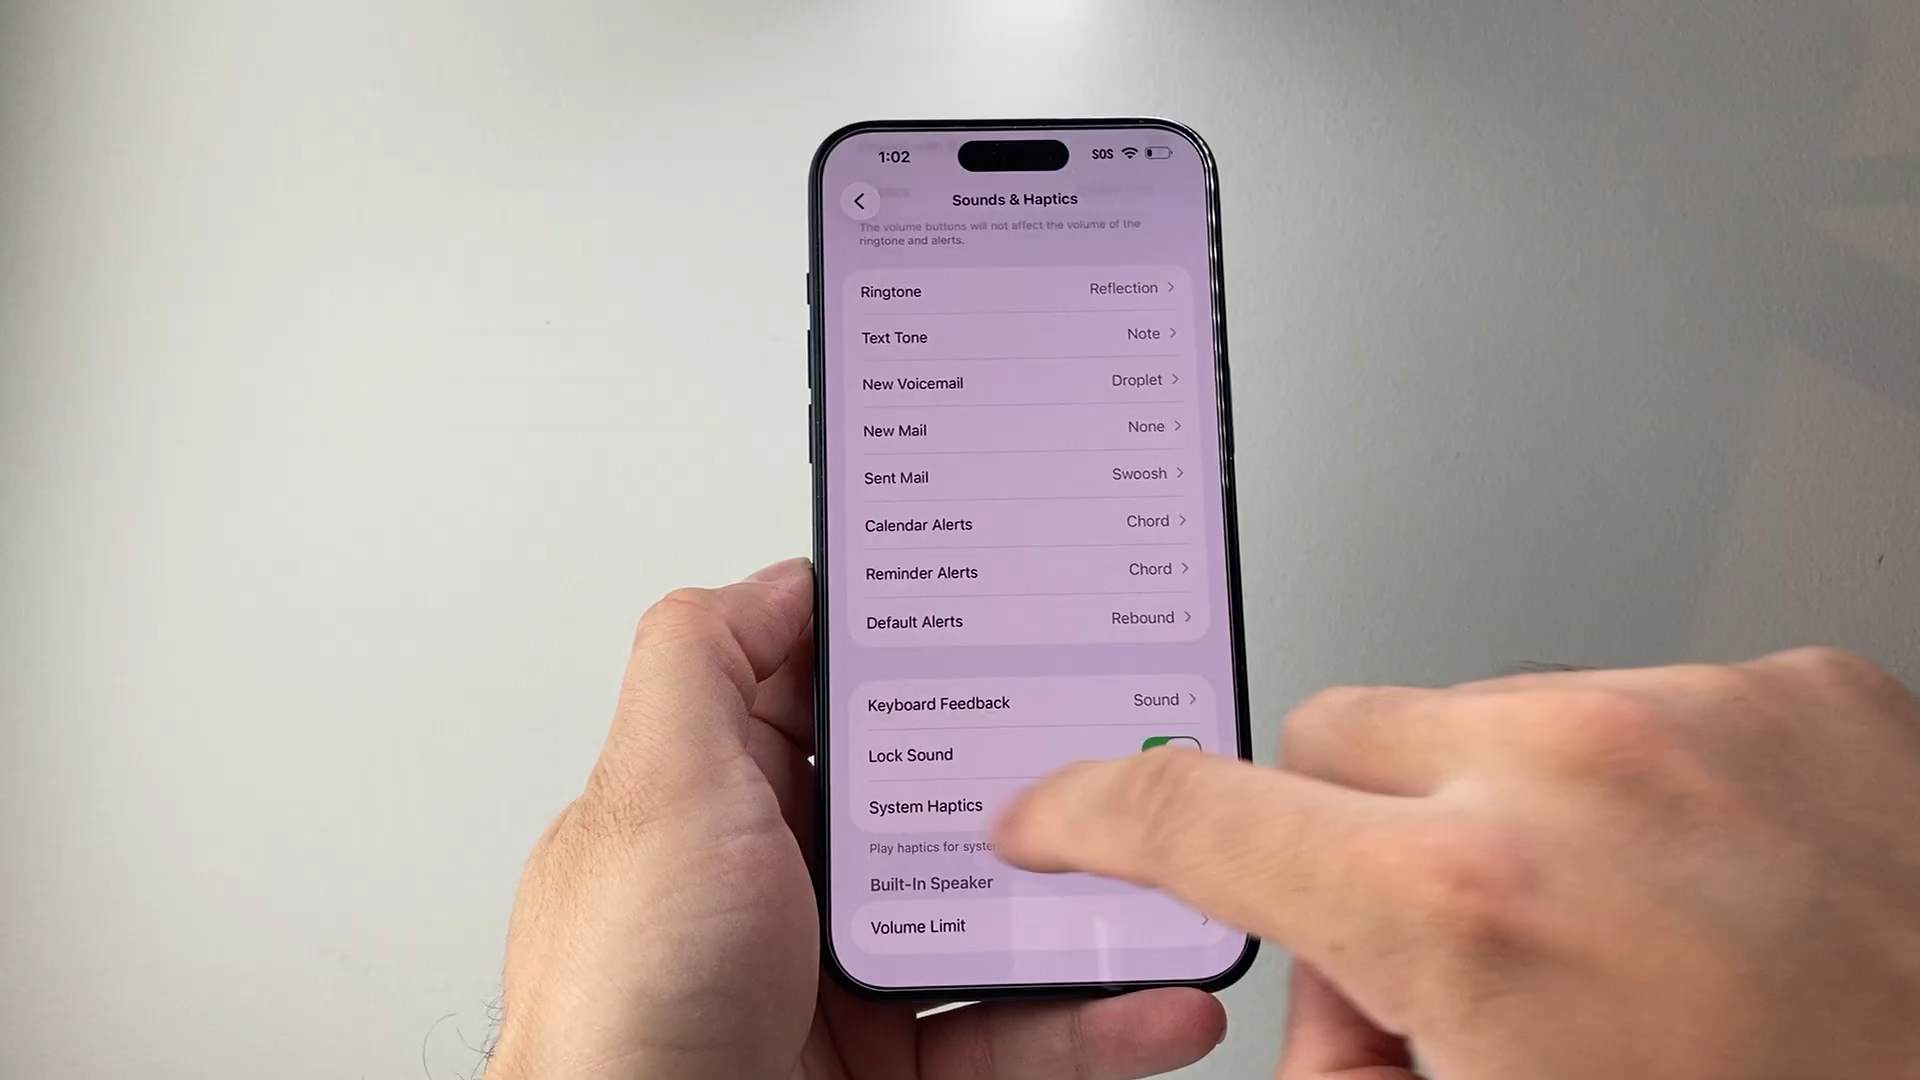 1:02
SOS
Sounds & Haptics
The volume buttons will not affect the volume of the
ringtone and alerts.
Ringtone Reflection
Text Tone Note
New Voicemail Droplet
New Mail None
Sent Mail Swoosh
Calendar Alerts Chord
Reminder Alerts Chord
Default Alerts Rebound
Keyboard Feedback Sound
Lock Sound
System Haptics
Play haptics for
Built-In Speaker
Volume Limit